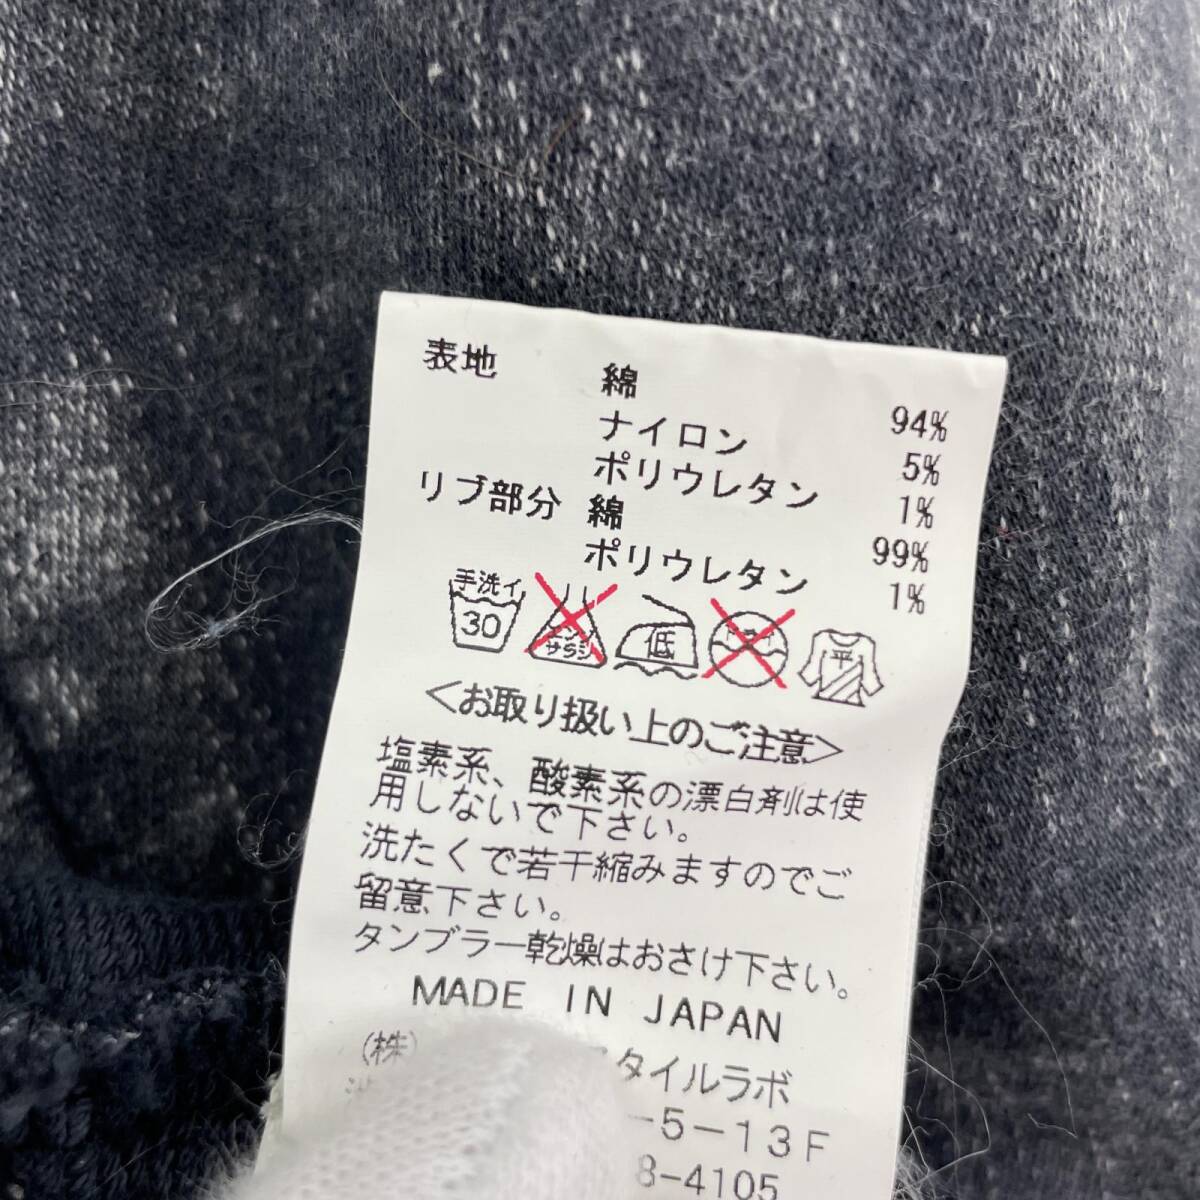 表地 綿 94%
ナイロン 5%
ポリウレタン 1%
リブ部分 綿 99%
ポリウレタン 1%
手洗イ
30
サラシ
低
平
<お取り扱い上のご注意>
塩素系、酸素系の漂白剤は使
用しないで下さい。
洗たくで若干縮みますのでご
留意下さい。
タンブラー乾燥はおさけ下さい。
MADE IN JAPAN
(株) タイルラボ
-5-13F
8-4105